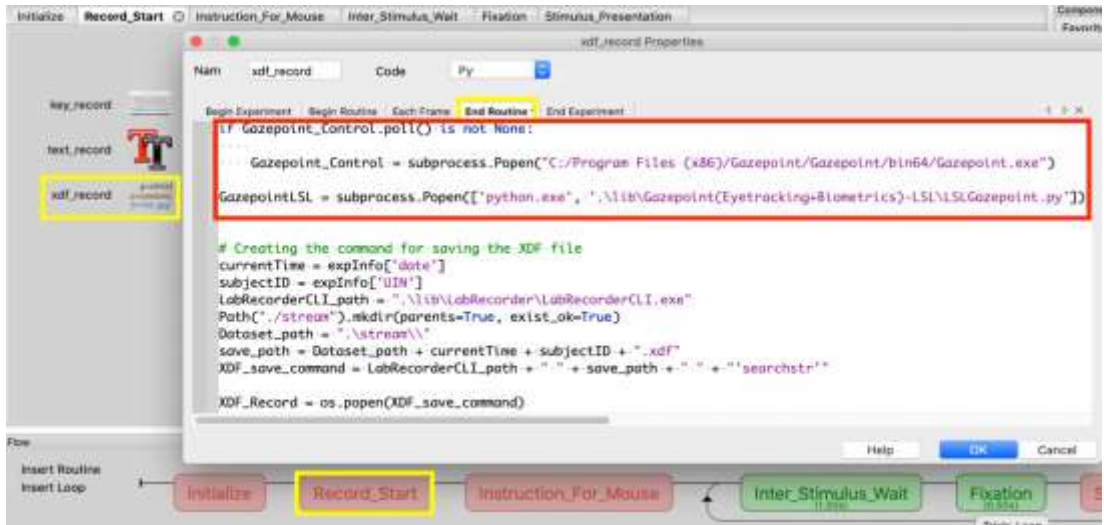 Initialize Record_Start Instruction_For_Mouse Inter_Stimulus_Wait Fixation Stimulus_Presentation
xdf_record Properties
Nam xdf_record Code Py
Begin Experiment Begin Routine Each Frame End Routine * End Experiment
key_record
text_record
xdf_record
if Gazepoint_Control.poll() is not None:
Gazepoint_Control = subprocess.Popen("C:/Program Files (x86)/Gazepoint/Gazepoint/bin64/Gazepoint.exe")
GazepointLSL = subprocess.Popen(['python.exe', '.\lib\Gazepoint(Eyetracking+Biometrics)-LSL\LSLGazepoint.py'])
# Creating the command for saving the XDF file
currentTime = expInfo['date']
subjectID = expInfo['UIN']
LabRecorderCLI_path = ".\lib\LabRecorder\LabRecorderCLI.exe"
Path("./stream").mkdir(parents=True, exist_ok=True)
Dataset_path = ".\stream\\"
save_path = Dataset_path + currentTime + subjectID + ".xdf"
XDF_save_command = LabRecorderCLI_path + " " + save_path + " " + "'searchstr'"
XDF_Record = os.popen(XDF_save_command)
Help OK Cancel
Flow
Insert Routine
Insert Loop
Initialize Record_Start Instruction_For_Mouse Inter_Stimulus_Wait Fixation